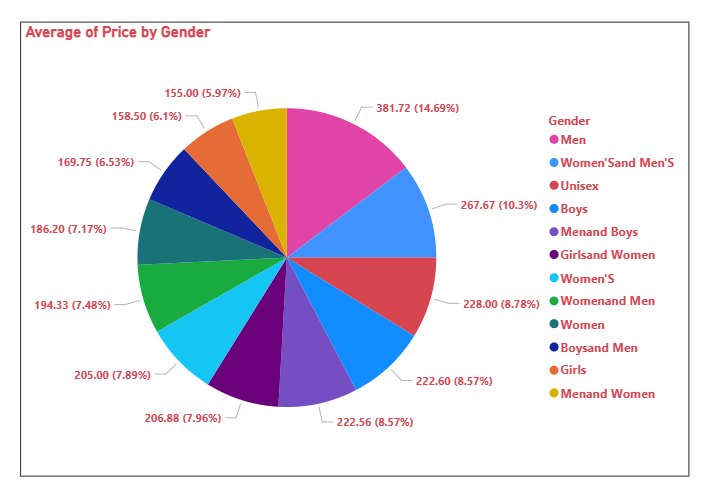 Average of Price by Gender
155.00 (5.97%)
381.72 (14.69%)
158.50 (6.1%)
169.75 (6.53%)
267.67 (10.3%)
186.20 (7.17%)
194.33 (7.48%)
228.00 (8.78%)
205.00 (7.89%)
222.60 (8.57%)
206.88 (7.96%)
222.56 (8.57%)
Gender
Men
Women'Sand Men'S
Unisex
Boys
Menand Boys
Girlsand Women
Women'S
Womenand Men
Women
Boysand Men
Girls
Menand Women